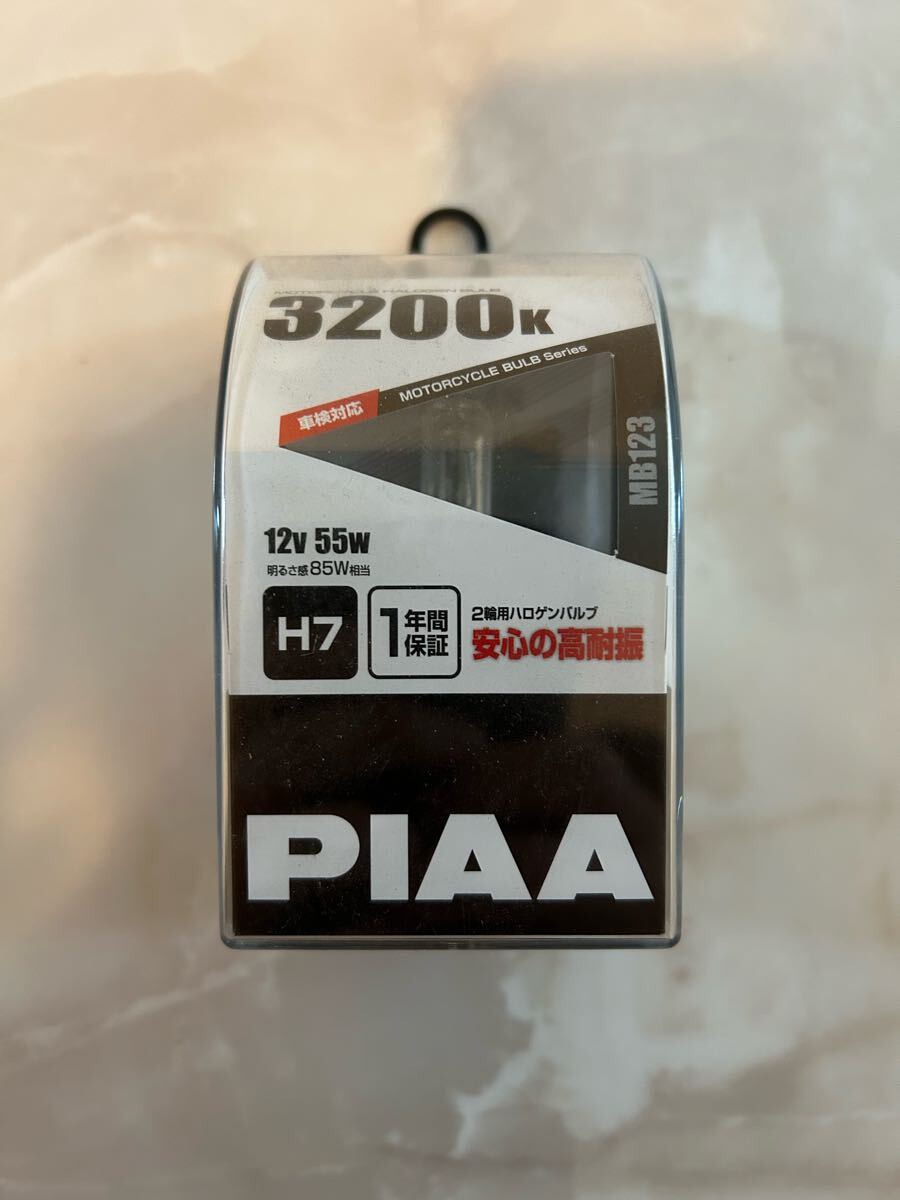 MOTORCYCLE HALOGEN BULB
3200K
車検対応
MOTORCYCLE BULB Series
MB123
12V 55W
明るさ感85W相当
H7
1年間保証
2輪用ハロゲンバルブ
安心の高耐振
PIAA